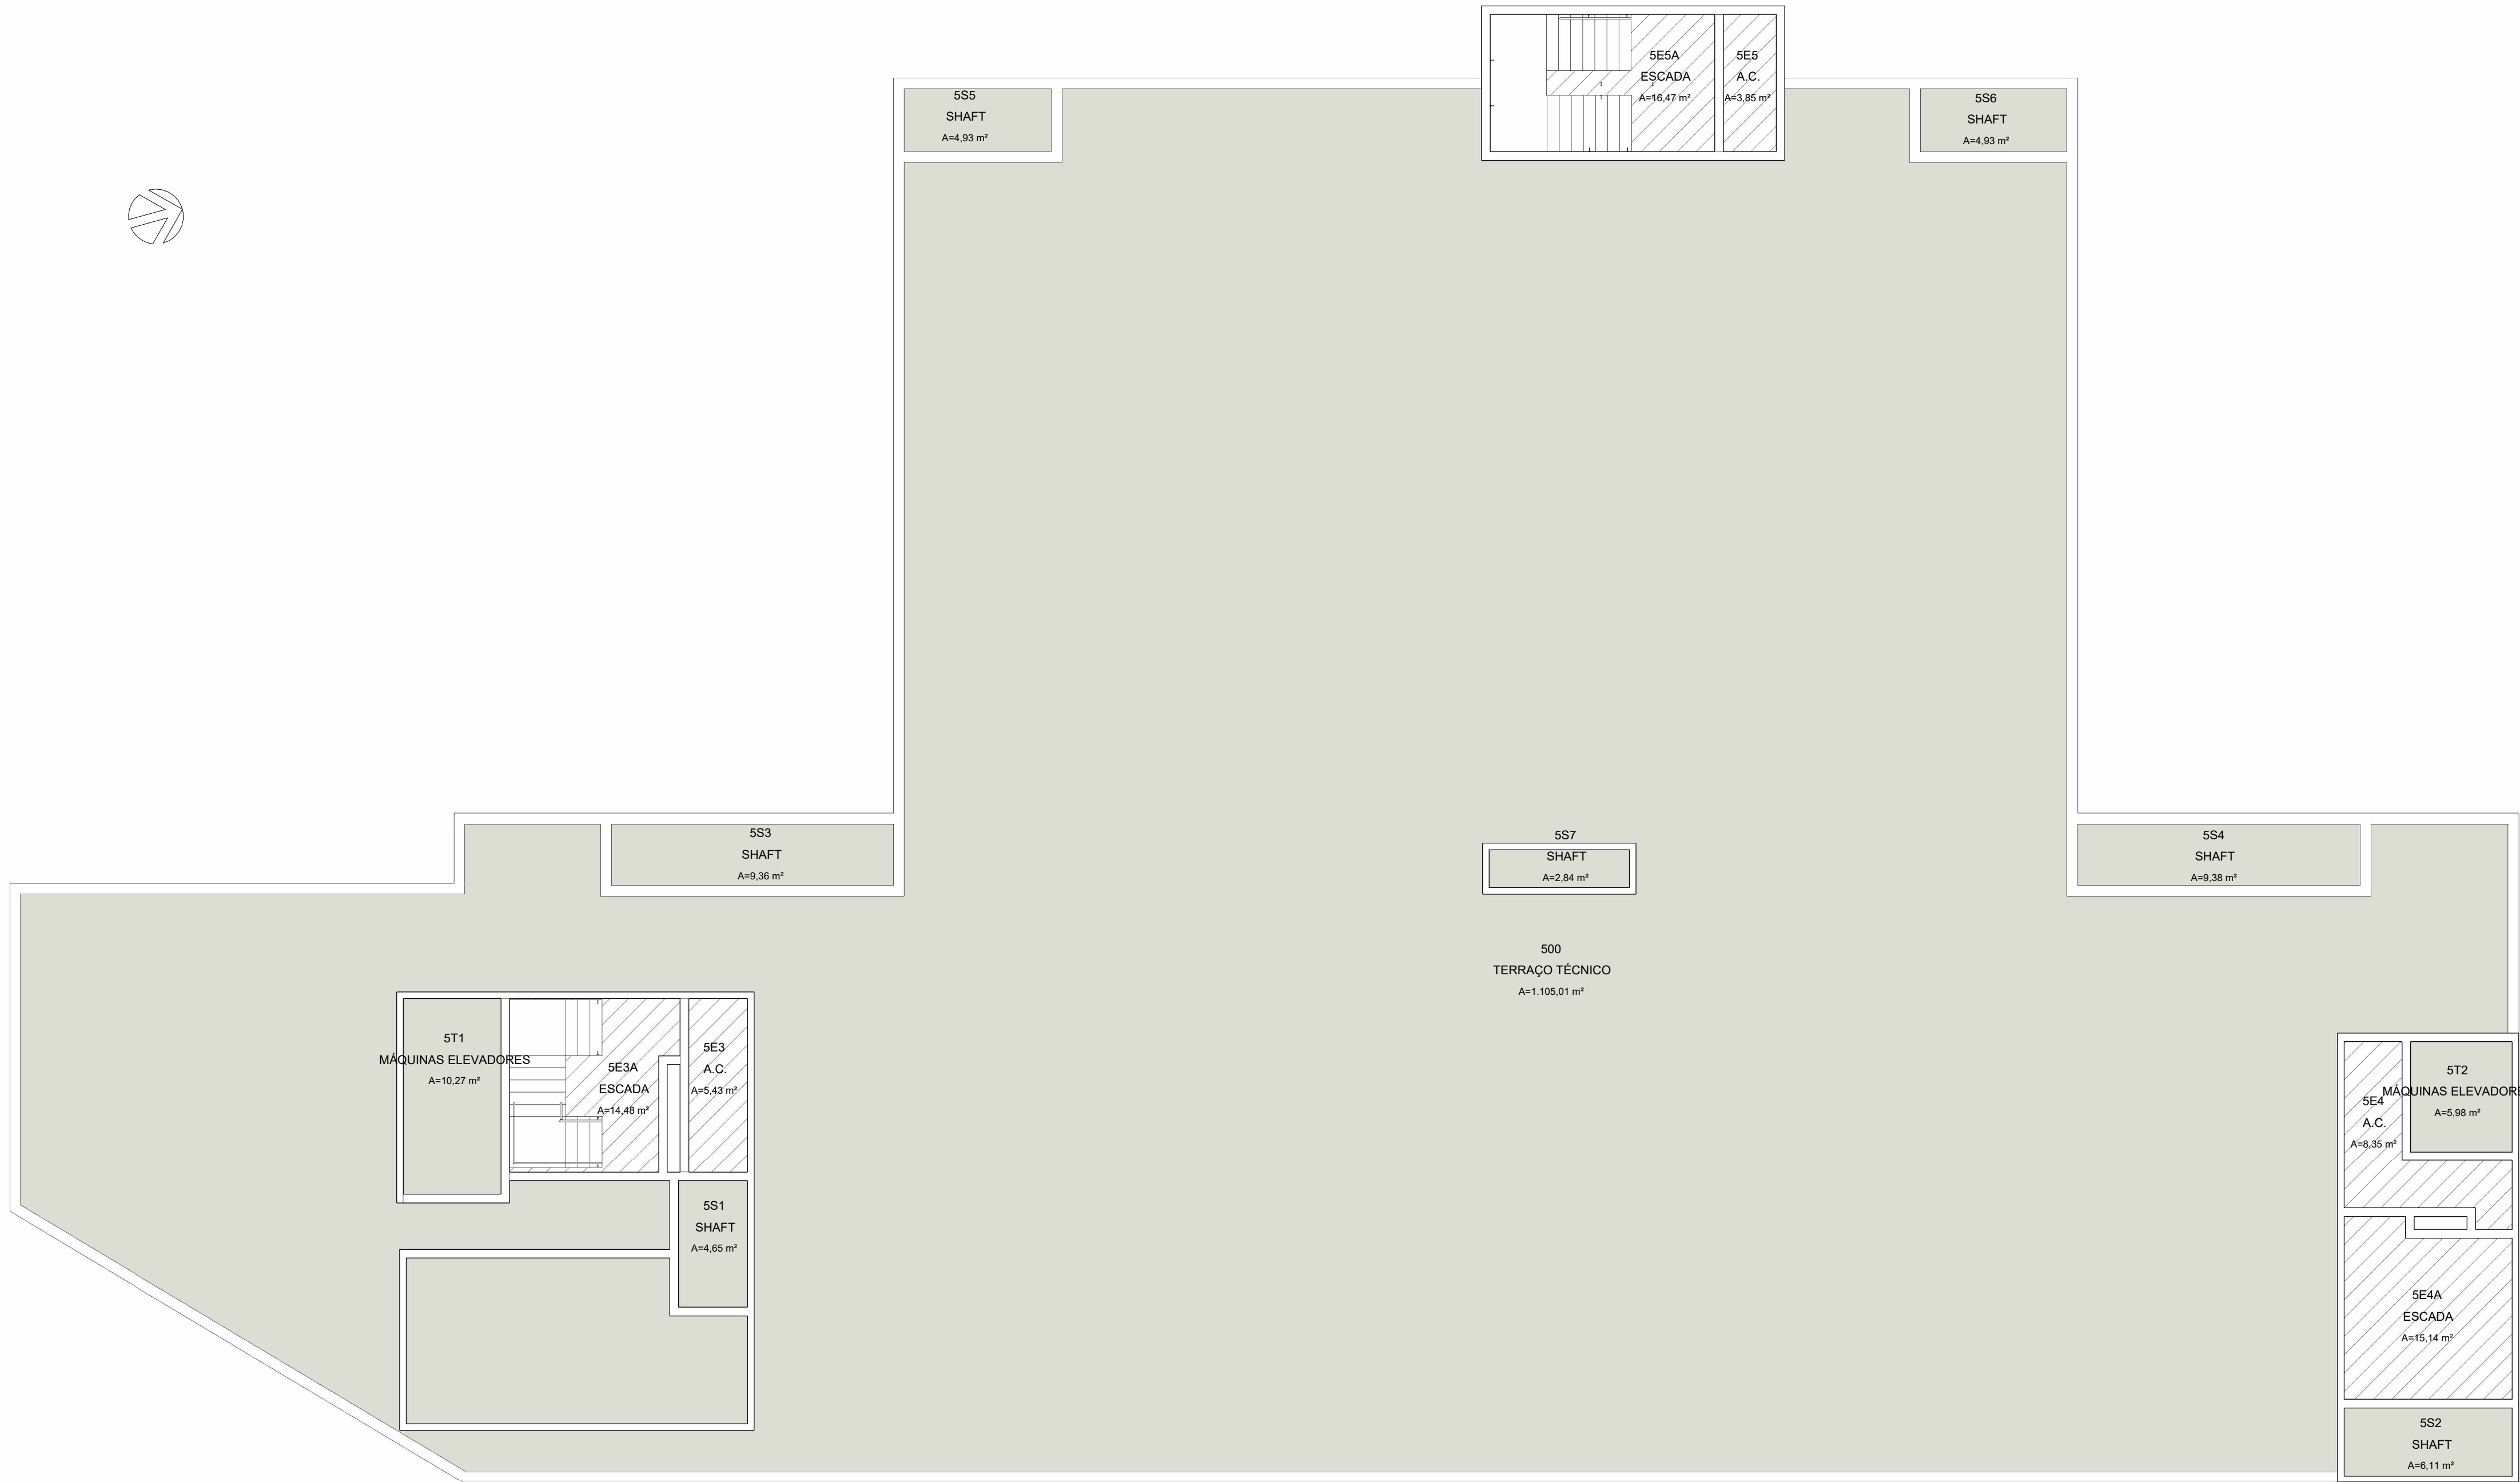 5E5A
ESCADA
A=16,47 m²
5E5
A.C.
A=3,85 m²
5S5
SHAFT
A=4,93 m²
5S6
SHAFT
A=4,93 m²
5S3
SHAFT
A=9,36 m²
5S7
SHAFT
A=2,84 m²
5S4
SHAFT
A=9,38 m²
500
TERRAÇO TÉCNICO
A=1.105,01 m²
5T1
MÁQUINAS ELEVADORES
A=10,27 m²
5E3A
ESCADA
A=14,48 m²
5E3
A.C.
A=5,43 m²
5T2
MÁQUINAS ELEVADORE
A=5,98 m²
5E4
A.C.
A=8,35 m²
5S1
SHAFT
A=4,65 m²
5E4A
ESCADA
A=15,14 m²
5S2
SHAFT
A=6,11 m²